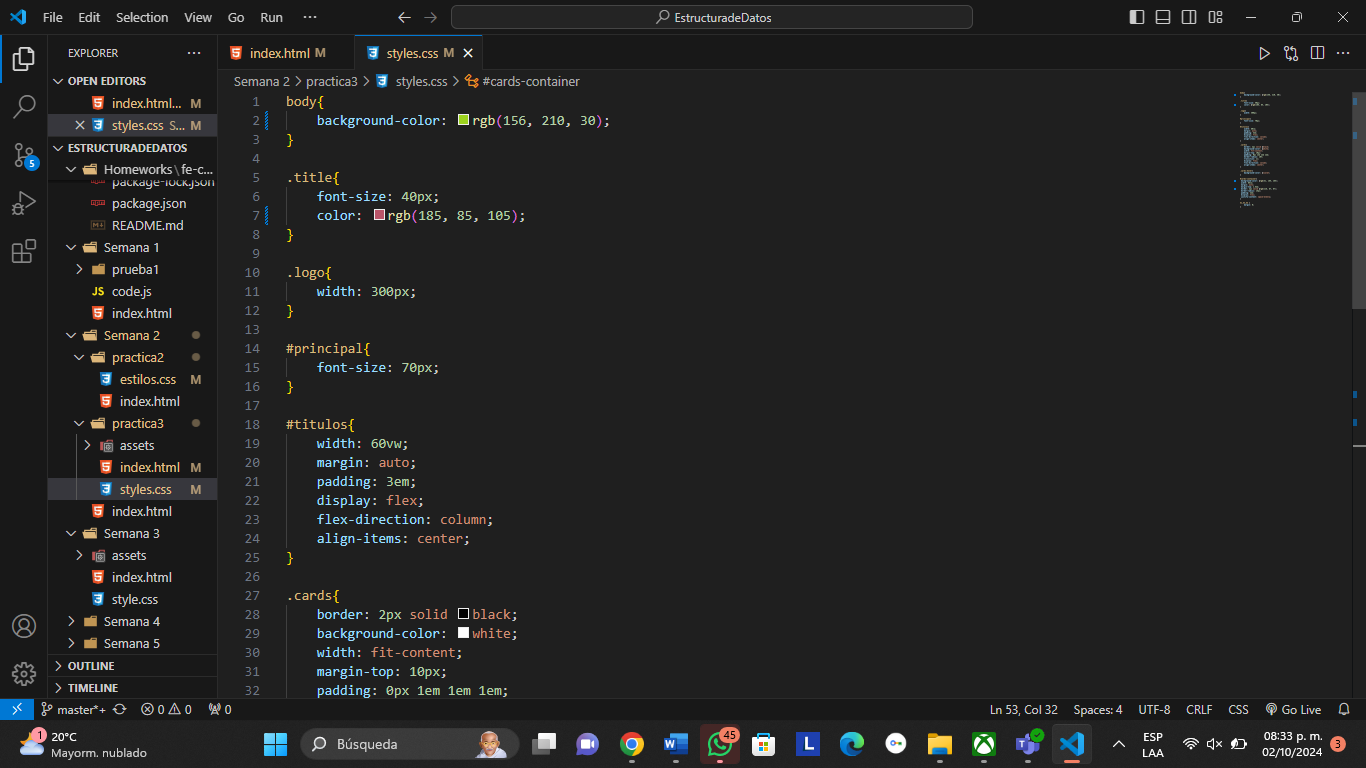 File Edit Selection View Go Run ··· EstructuradeDatos
EXPLORER ···
OPEN EDITORS
index.html... M
styles.css S... M
ESTRUCTURADEDATOS
Homeworks \ fe-c...
package-lock.json
package.json
README.md
Semana 1
prueba1
JS code.js
index.html
Semana 2
practica2
estilos.css M
index.html
practica3
assets
index.html M
styles.css M
index.html
Semana 3
assets
index.html
style.css
Semana 4
Semana 5
OUTLINE
TIMELINE
5
index.html M styles.css M
Semana 2 > practica3 > styles.css > #cards-container
1 body{
2 background-color: rgb(156, 210, 30);
3 }
4
5 .title{
6 font-size: 40px;
7 color: rgb(185, 85, 105);
8 }
9
10 .logo{
11 width: 300px;
12 }
13
14 #principal{
15 font-size: 70px;
16 }
17
18 #titulos{
19 width: 60vw;
20 margin: auto;
21 padding: 3em;
22 display: flex;
23 flex-direction: column;
24 align-items: center;
25 }
26
27 .cards{
28 border: 2px solid black;
29 background-color: white;
30 width: fit-content;
31 margin-top: 10px;
32 padding: 0px 1em 1em 1em;
master*+ 0 0 0 Ln 53, Col 32 Spaces: 4 UTF-8 CRLF CSS Go Live
1 20°C
Mayorm. nublado
Búsqueda
45
L
ESP
LAA
08:33 p. m.
02/10/2024
3